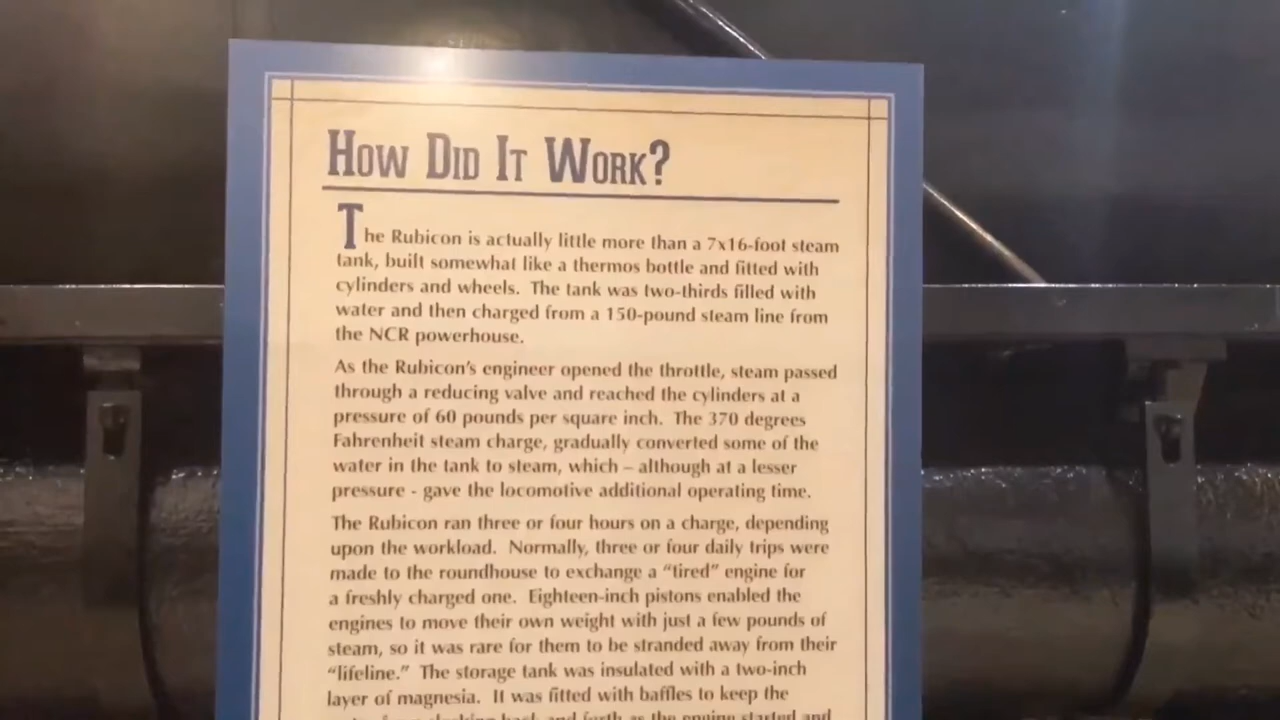 How Did It Work?
The Rubicon is actually little more than a 7x16-foot steam
tank, built somewhat like a thermos bottle and fitted with
cylinders and wheels. The tank was two-thirds filled with
water and then charged from a 150-pound steam line from
the NCR powerhouse.
As the Rubicon's engineer opened the throttle, steam passed
through a reducing valve and reached the cylinders at a
pressure of 60 pounds per square inch. The 370 degrees
Fahrenheit steam charge, gradually converted some of the
water in the tank to steam, which – although at a lesser
pressure - gave the locomotive additional operating time.
The Rubicon ran three or four hours on a charge, depending
upon the workload. Normally, three or four daily trips were
made to the roundhouse to exchange a “tired” engine for
a freshly charged one. Eighteen-inch pistons enabled the
engines to move their own weight with just a few pounds of
steam, so it was rare for them to be stranded away from their
“lifeline.” The storage tank was insulated with a two-inch
layer of magnesia. It was fitted with baffles to keep the
and forth as the engine started and